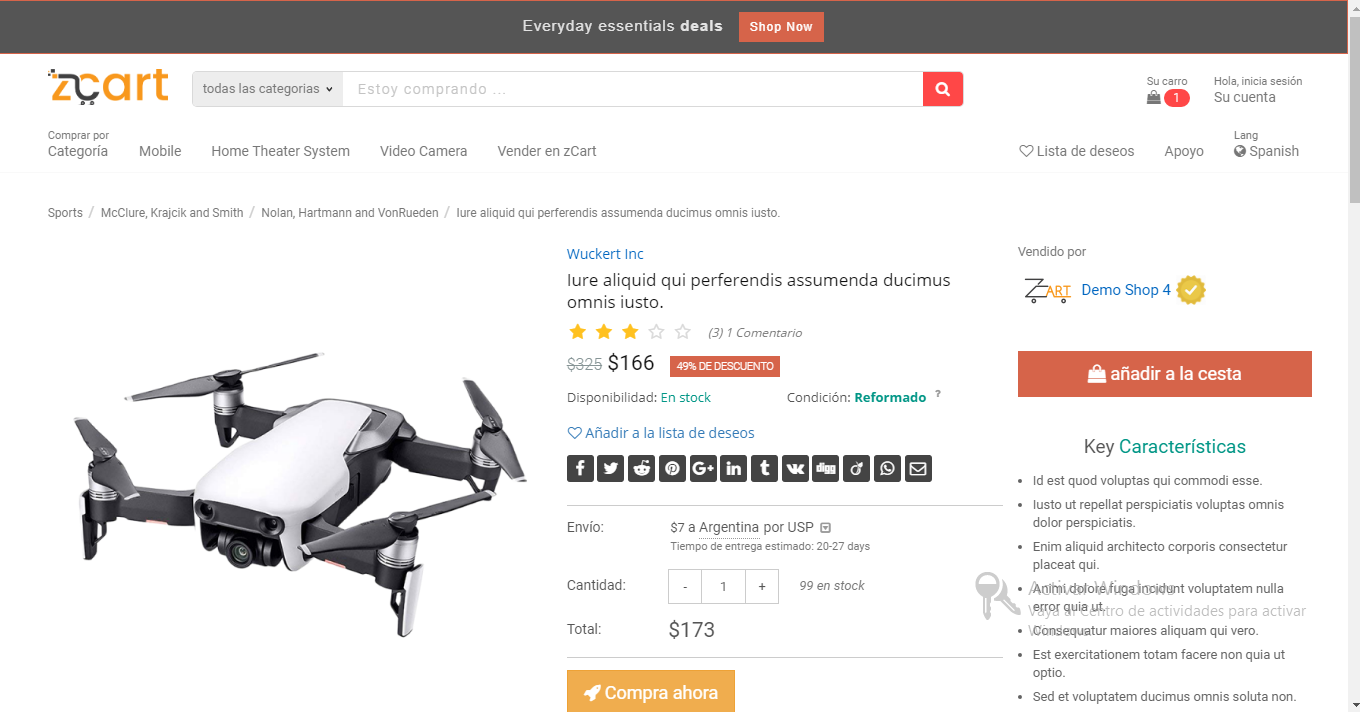 Everyday essentials deals Shop Now
zcart
todas las categorias
Estoy comprando ...
Su carro
1
Hola, inicia sesión
Su cuenta
Comprar por
Categoría
Mobile
Home Theater System
Video Camera
Vender en zCart
Lista de deseos
Apoyo
Lang
Spanish
Sports / McClure, Krajcik and Smith / Nolan, Hartmann and VonRueden / Iure aliquid qui perferendis assumenda ducimus omnis iusto.
Wuckert Inc
Iure aliquid qui perferendis assumenda ducimus
omnis iusto.
(3) 1 Comentario
$325 $166 49% DE DESCUENTO
Disponibilidad: En stock
Condición: Reformado ?
Añadir a la lista de deseos
digg
Envío:
$7 a Argentina por USP
Tiempo de entrega estimado: 20-27 days
Cantidad:
- 1 +
99 en stock
Total:
$173
Compra ahora
Vendido por
ZART
Demo Shop 4
añadir a la cesta
Key Características
Id est quod voluptas qui commodi esse.
Iusto ut repellat perspiciatis voluptas omnis
dolor perspiciatis.
Enim aliquid architecto corporis consectetur
placeat qui.
Animi dolore fuga incidunt voluptatem nulla
error quia ut.
Consequatur maiores aliquam qui vero.
Est exercitationem totam facere non quia ut
optio.
Sed et voluptatem ducimus omnis soluta non.
Activar Windows
Vaya al Centro de actividades para activar
Windows.